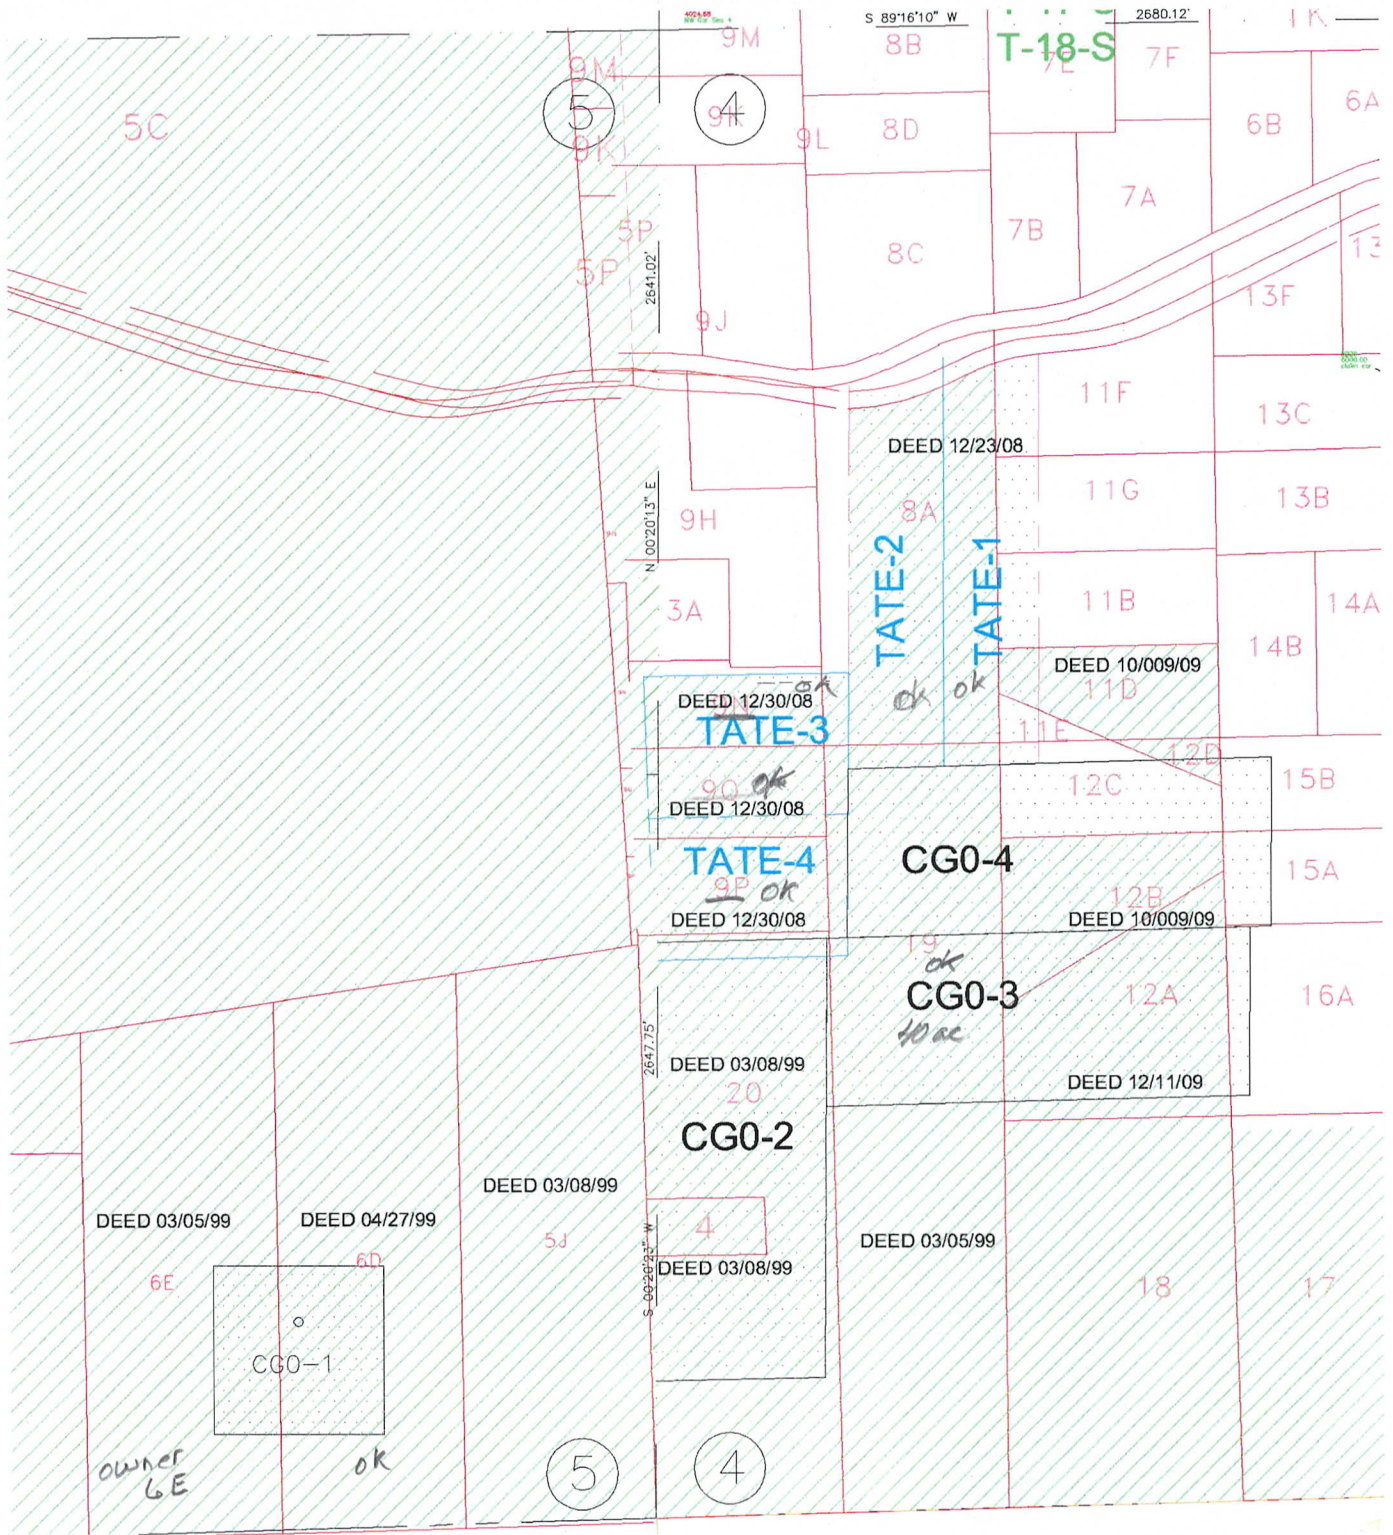 4024.88
S 89°16'10" W
2680.12'
1K
9M
8B
T-18-S
7E
7F
9M
5
4
9K
6A
5C
6B
9K
9L
8D
7A
5P
7B
8C
13
5P
2641.02'
13F
9J
11F
13C
DEED 12/23/08
11G
13B
N 00°20'13" E
8A
9H
TATE-2
TATE-1
3A
11B
14A
14B
DEED 10/009/09
ok
ok
ok
11D
DEED 12/30/08
9N
TATE-3
11E
12D
9O ok
12C
15B
DEED 12/30/08
TATE-4
CG0-4
15A
9P ok
12B
DEED 12/30/08
DEED 10/009/09
19
ok
CG0-3
12A
16A
40 ac
2647.75'
DEED 03/08/99
DEED 12/11/09
20
CG0-2
DEED 03/08/99
DEED 03/05/99
DEED 04/27/99
4
5J
DEED 03/05/99
6D
S 00°20'23" W
DEED 03/08/99
6E
18
17
CG0-1
owner
6E
ok
5
4